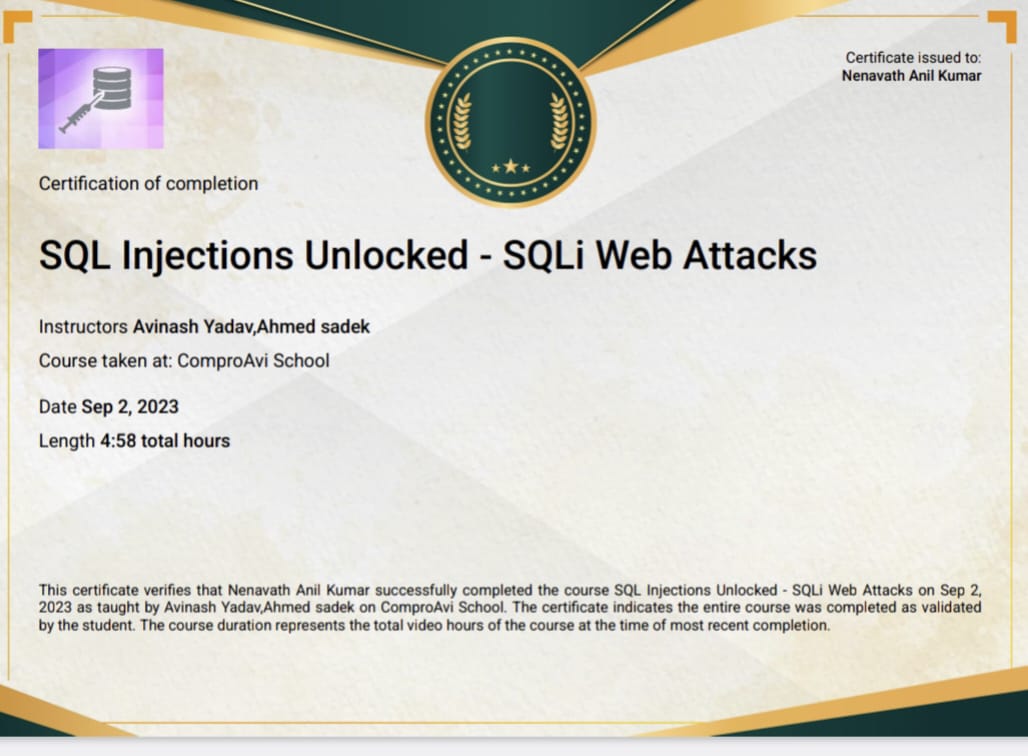 Certificate issued to:
Nenavath Anil Kumar
Certification of completion
SQL Injections Unlocked - SQLi Web Attacks
Instructors Avinash Yadav,Ahmed sadek
Course taken at: ComproAvi School
Date Sep 2, 2023
Length 4:58 total hours
This certificate verifies that Nenavath Anil Kumar successfully completed the course SQL Injections Unlocked - SQLi Web Attacks on Sep 2,
2023 as taught by Avinash Yadav,Ahmed sadek on ComproAvi School. The certificate indicates the entire course was completed as validated
by the student. The course duration represents the total video hours of the course at the time of most recent completion.